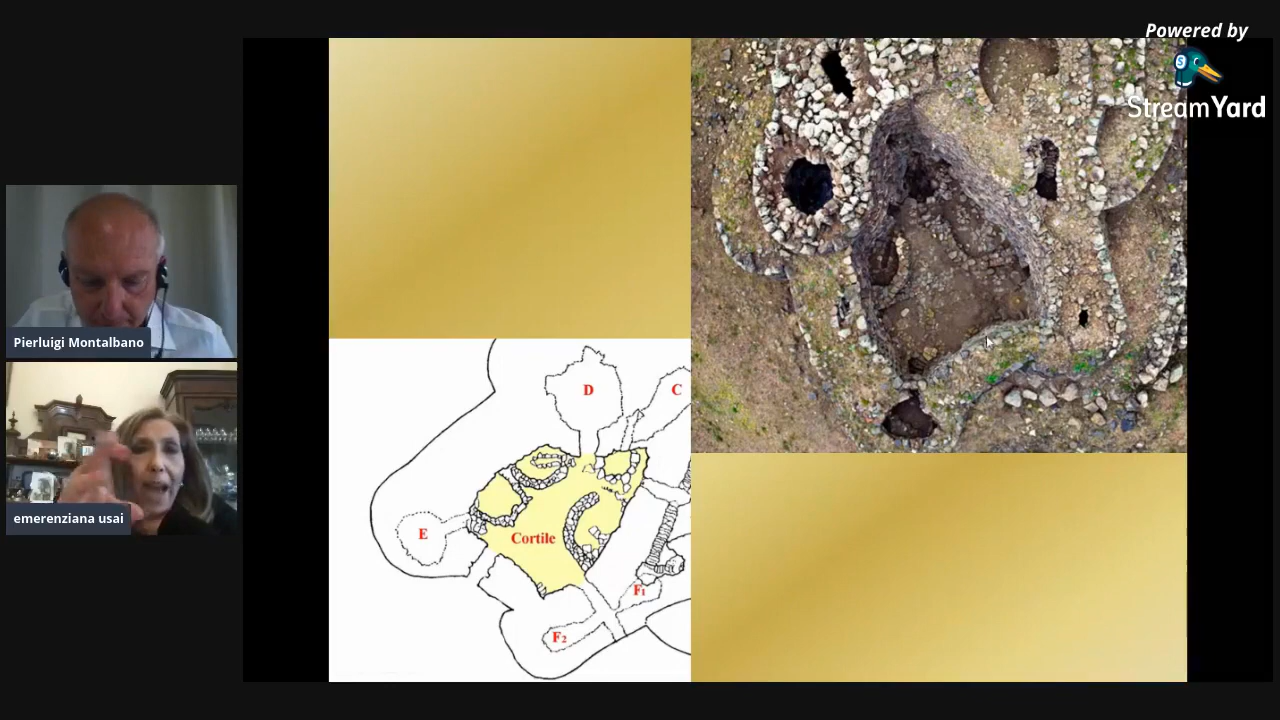 Powered by
StreamYard
Pierluigi Montalbano
emerenziana usai
D
C
E
Cortile
F1
F2